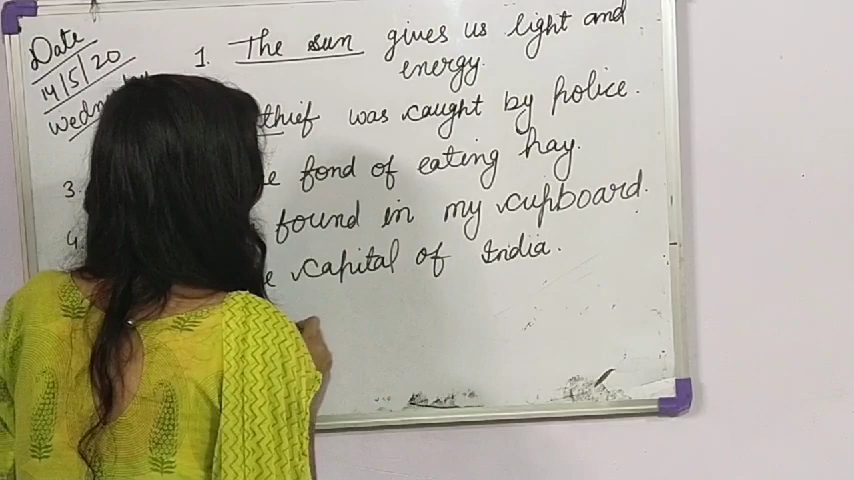 Date
14/5/20
1. The sun gives us light and
energy.
thief was caught by police.
3. fond of eating hay.
4. found in my cupboard.
capital of India.